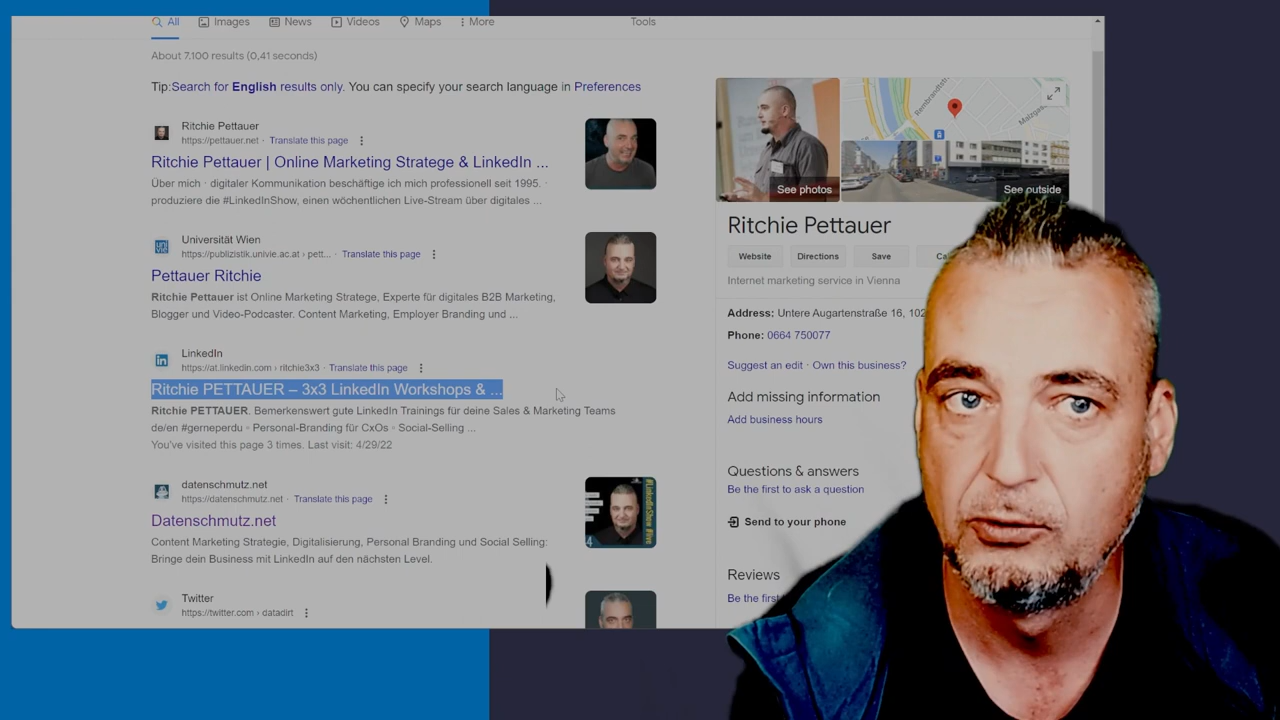 All Images News Videos Maps More Tools
About 7.100 results (0,41 seconds)
Tip:Search for English results only. You can specify your search language in Preferences
Ritchie Pettauer
https://pettauer.net · Translate this page
Ritchie Pettauer | Online Marketing Stratege & LinkedIn ...
Über mich · digitaler Kommunikation beschäftige ich mich professionell seit 1995. ·
produziere die #LinkedInShow, einen wöchentlichen Live-Stream über digitales ...
Universität Wien
https://publizistik.univie.ac.at › pett... · Translate this page
Pettauer Ritchie
Ritchie Pettauer ist Online Marketing Stratege, Experte für digitales B2B Marketing,
Blogger und Video-Podcaster. Content Marketing, Employer Branding und ...
LinkedIn
https://at.linkedin.com › ritchie3x3 · Translate this page
Ritchie PETTAUER – 3x3 LinkedIn Workshops & ...
Ritchie PETTAUER. Bemerkenswert gute LinkedIn Trainings für deine Sales & Marketing Teams
de/en #gerneperdu ◦ Personal-Branding für CxOs ◦ Social-Selling ...
You've visited this page 3 times. Last visit: 4/29/22
datenschmutz.net
https://datenschmutz.net · Translate this page
Datenschmutz.net
Content Marketing Strategie, Digitalisierung, Personal Branding und Social Selling:
Bringe dein Business mit LinkedIn auf den nächsten Level.
#LinkedInShow #live
Twitter
https://twitter.com › datadirt
Rembrandtstr
Malzga
See photos
See outside
Ritchie Pettauer
Website Directions Save Ca
Internet marketing service in Vienna
Address: Untere Augartenstraße 16, 102
Phone: 0664 750077
Suggest an edit · Own this business?
Add missing information
Add business hours
Questions & answers
Be the first to ask a question
Send to your phone
Reviews
Be the first